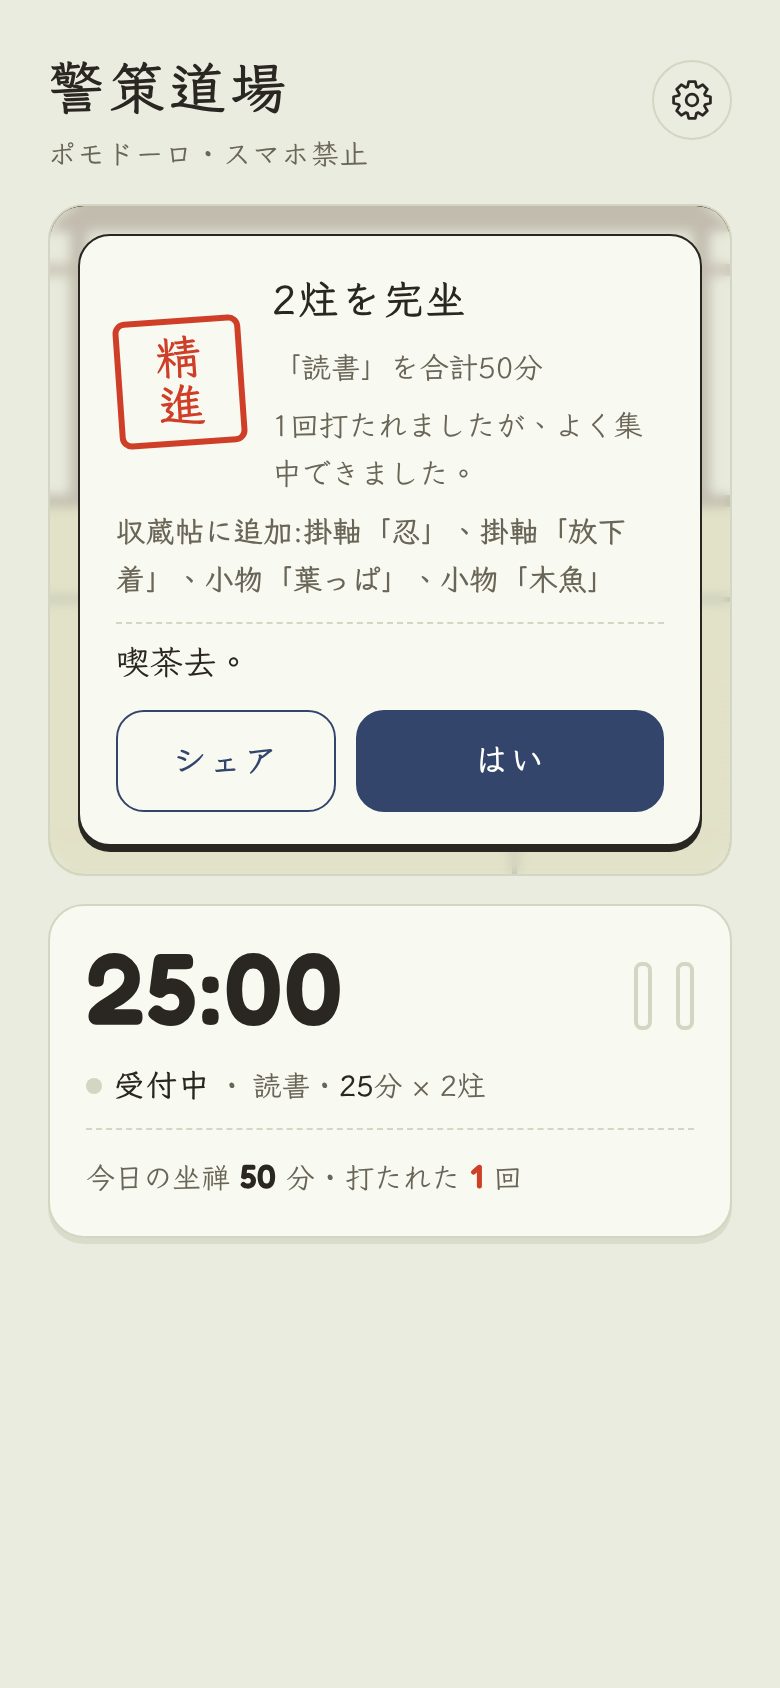 警策道場
ポモドーロ・スマホ禁止
精
進
2炷を完坐
「読書」を合計50分
1回打たれましたが、よく集
中できました。
収蔵帖に追加:掛軸「忍」、掛軸「放下
着」、小物「葉っぱ」、小物「木魚」
喫茶去。
シェア
はい
25:00
受付中 ・ 読書・25分 × 2炷
今日の坐禅 50 分・打たれた 1 回